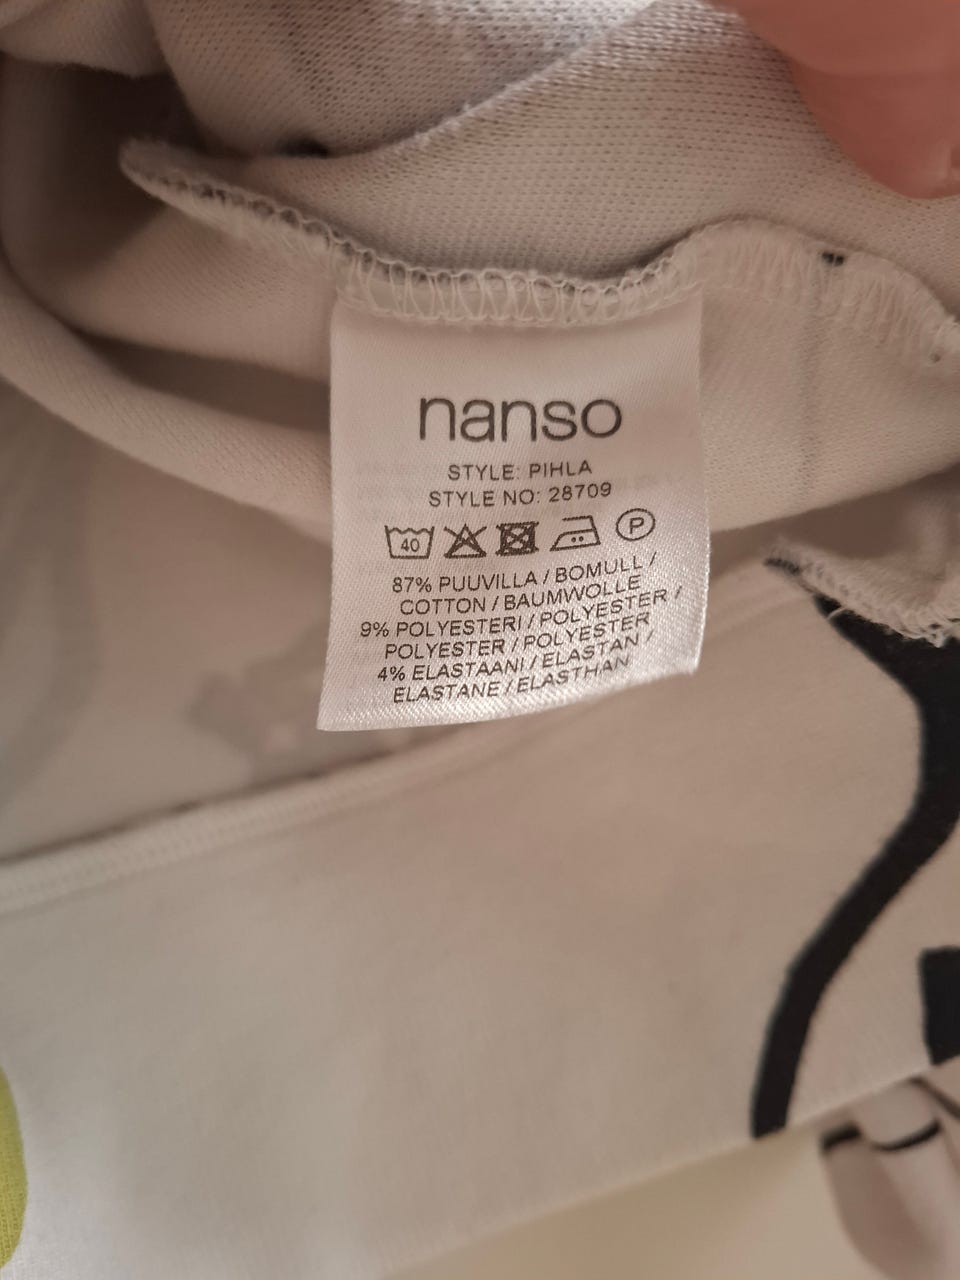 nanso
STYLE: PIHLA
STYLE NO: 28709
40 P
87% PUUVILLA / BOMULL /
COTTON / BAUMWOLLE
9% POLYESTERI / POLYESTER /
POLYESTER / POLYESTER
4% ELASTAANI / ELASTAN /
ELASTANE / ELASTHAN